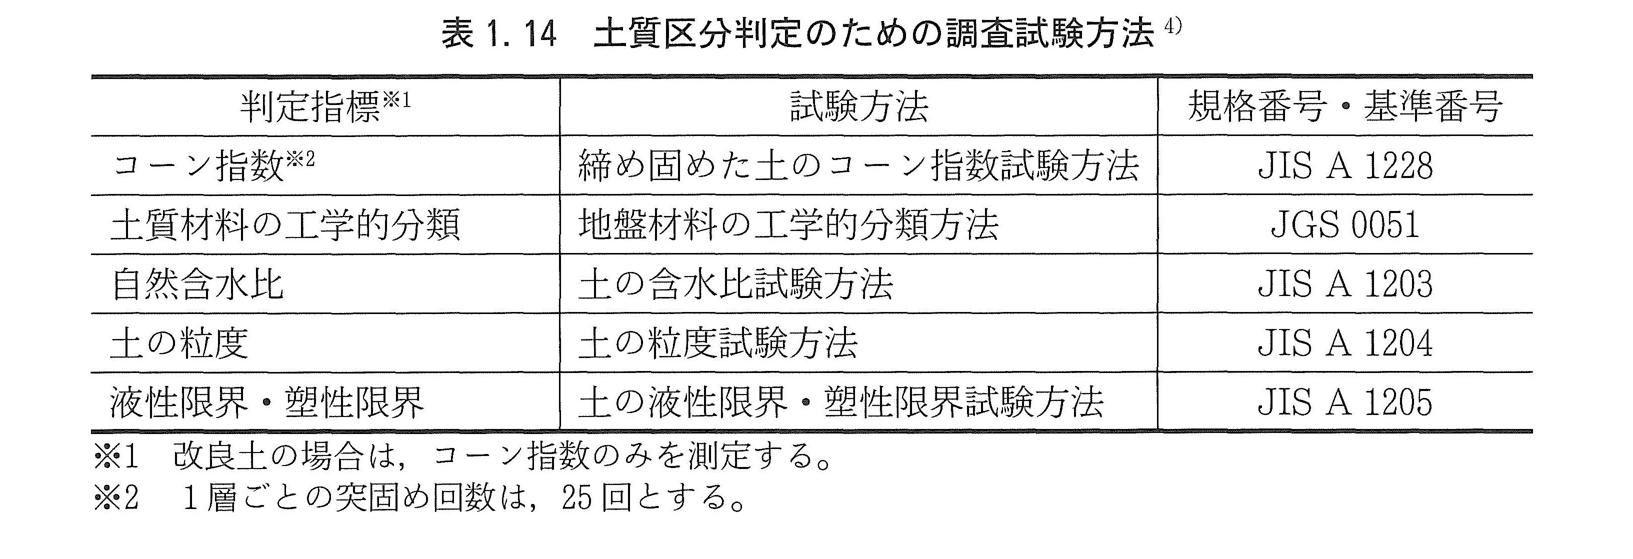 表 1. 14　土質区分判定のための調査試験方法 4)
判定指標※1　試験方法　規格番号・基準番号
コーン指数※2　締め固めた土のコーン指数試験方法　JIS A 1228
土質材料の工学的分類　地盤材料の工学的分類方法　JGS 0051
自然含水比　土の含水比試験方法　JIS A 1203
土の粒度　土の粒度試験方法　JIS A 1204
液性限界・塑性限界　土の液性限界・塑性限界試験方法　JIS A 1205
※1　改良土の場合は，コーン指数のみを測定する。
※2　1層ごとの突固め回数は，25回とする。